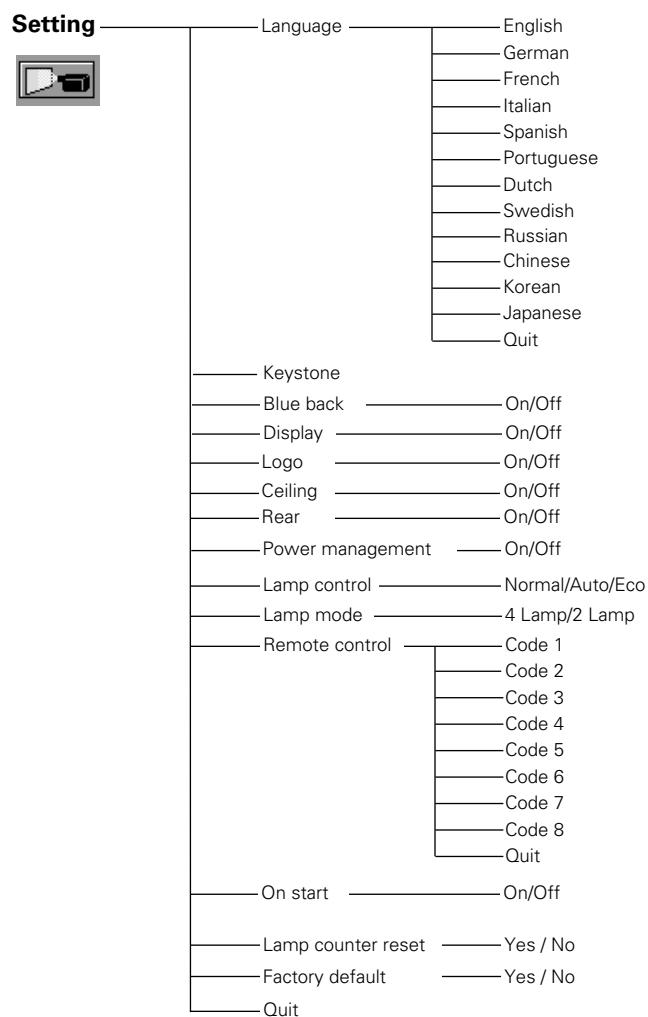 Setting Language English
German
French
Italian
Spanish
Portuguese
Dutch
Swedish
Russian
Chinese
Korean
Japanese
Quit
Keystone
Blue back On/Off
Display On/Off
Logo On/Off
Ceiling On/Off
Rear On/Off
Power management On/Off
Lamp control Normal/Auto/Eco
Lamp mode 4 Lamp/2 Lamp
Remote control Code 1
Code 2
Code 3
Code 4
Code 5
Code 6
Code 7
Code 8
Quit
On start On/Off
Lamp counter reset Yes / No
Factory default Yes / No
Quit